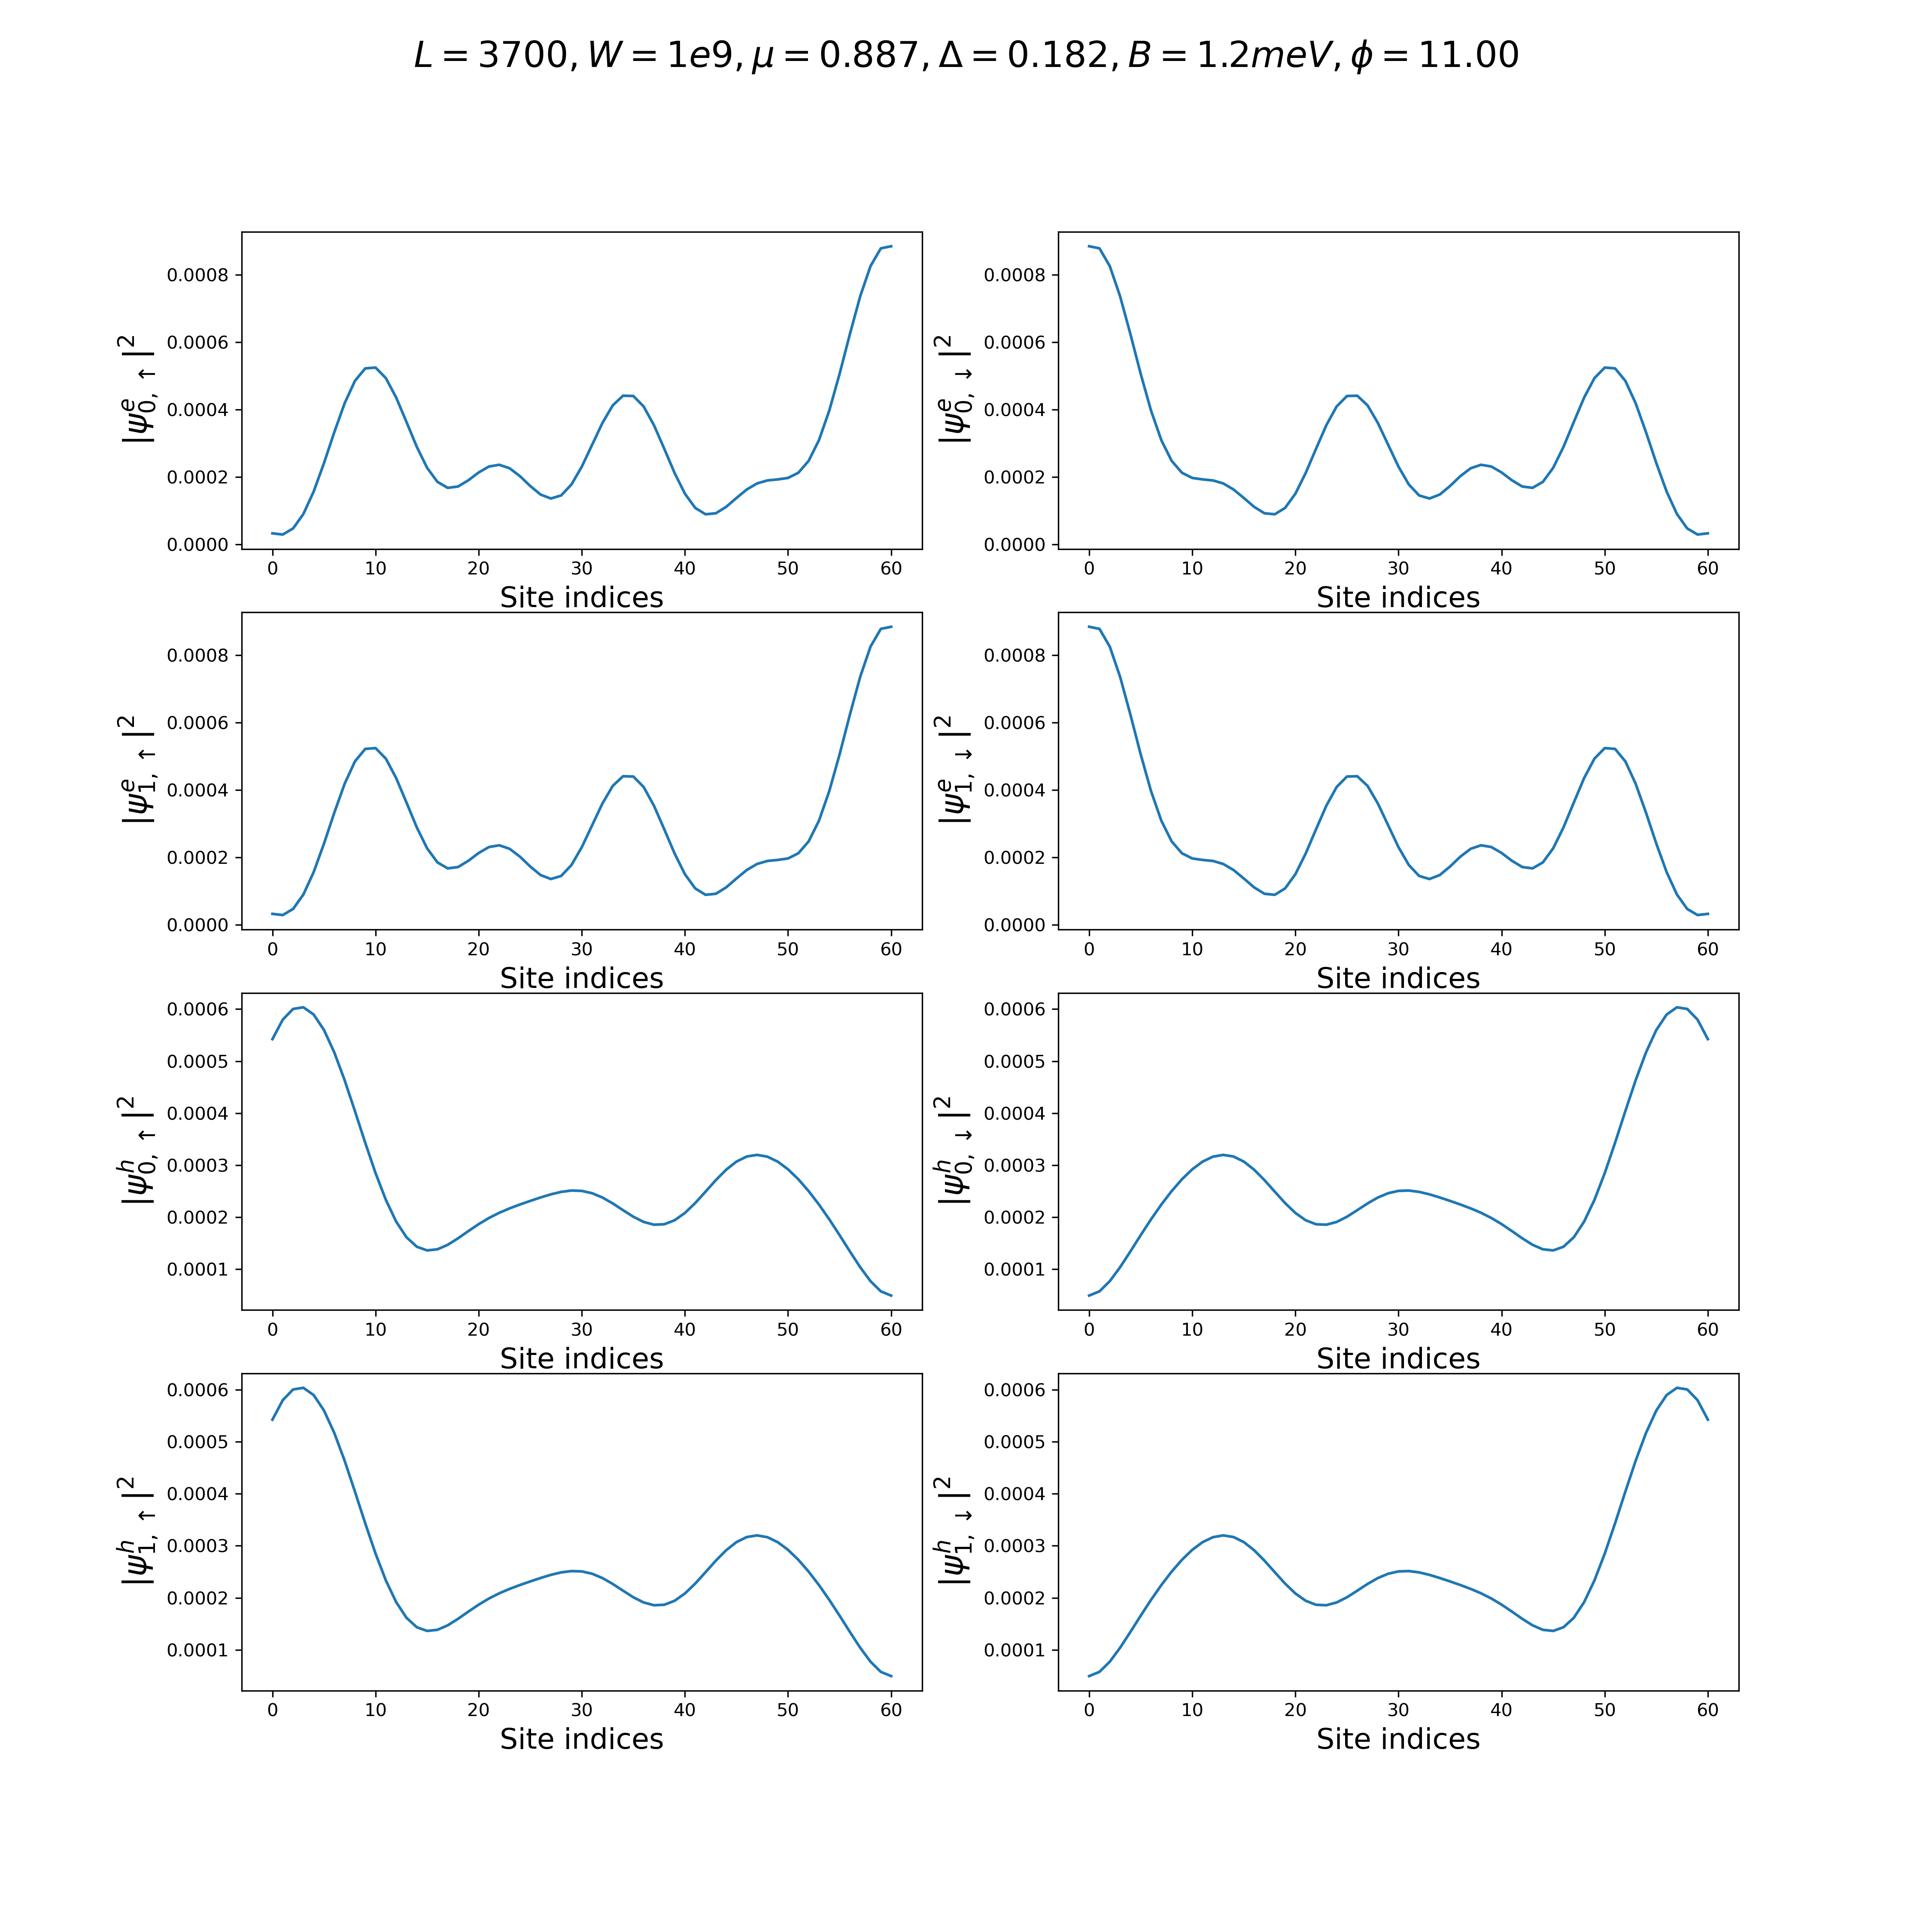 L = 3700, W = 1e9, μ = 0.887, Δ = 0.182, B = 1.2meV, ϕ = 11.00
|ψ^e_{0, ↑}|^2
0.0008
0.0006
0.0004
0.0002
0.0000
0 10 20 30 40 50 60
Site indices
|ψ^e_{0, ↓}|^2
0.0008
0.0006
0.0004
0.0002
0.0000
0 10 20 30 40 50 60
Site indices
|ψ^e_{1, ↑}|^2
0.0008
0.0006
0.0004
0.0002
0.0000
0 10 20 30 40 50 60
Site indices
|ψ^e_{1, ↓}|^2
0.0008
0.0006
0.0004
0.0002
0.0000
0 10 20 30 40 50 60
Site indices
|ψ^h_{0, ↑}|^2
0.0006
0.0005
0.0004
0.0003
0.0002
0.0001
0 10 20 30 40 50 60
Site indices
|ψ^h_{0, ↓}|^2
0.0006
0.0005
0.0004
0.0003
0.0002
0.0001
0 10 20 30 40 50 60
Site indices
|ψ^h_{1, ↑}|^2
0.0006
0.0005
0.0004
0.0003
0.0002
0.0001
0 10 20 30 40 50 60
Site indices
|ψ^h_{1, ↓}|^2
0.0006
0.0005
0.0004
0.0003
0.0002
0.0001
0 10 20 30 40 50 60
Site indices